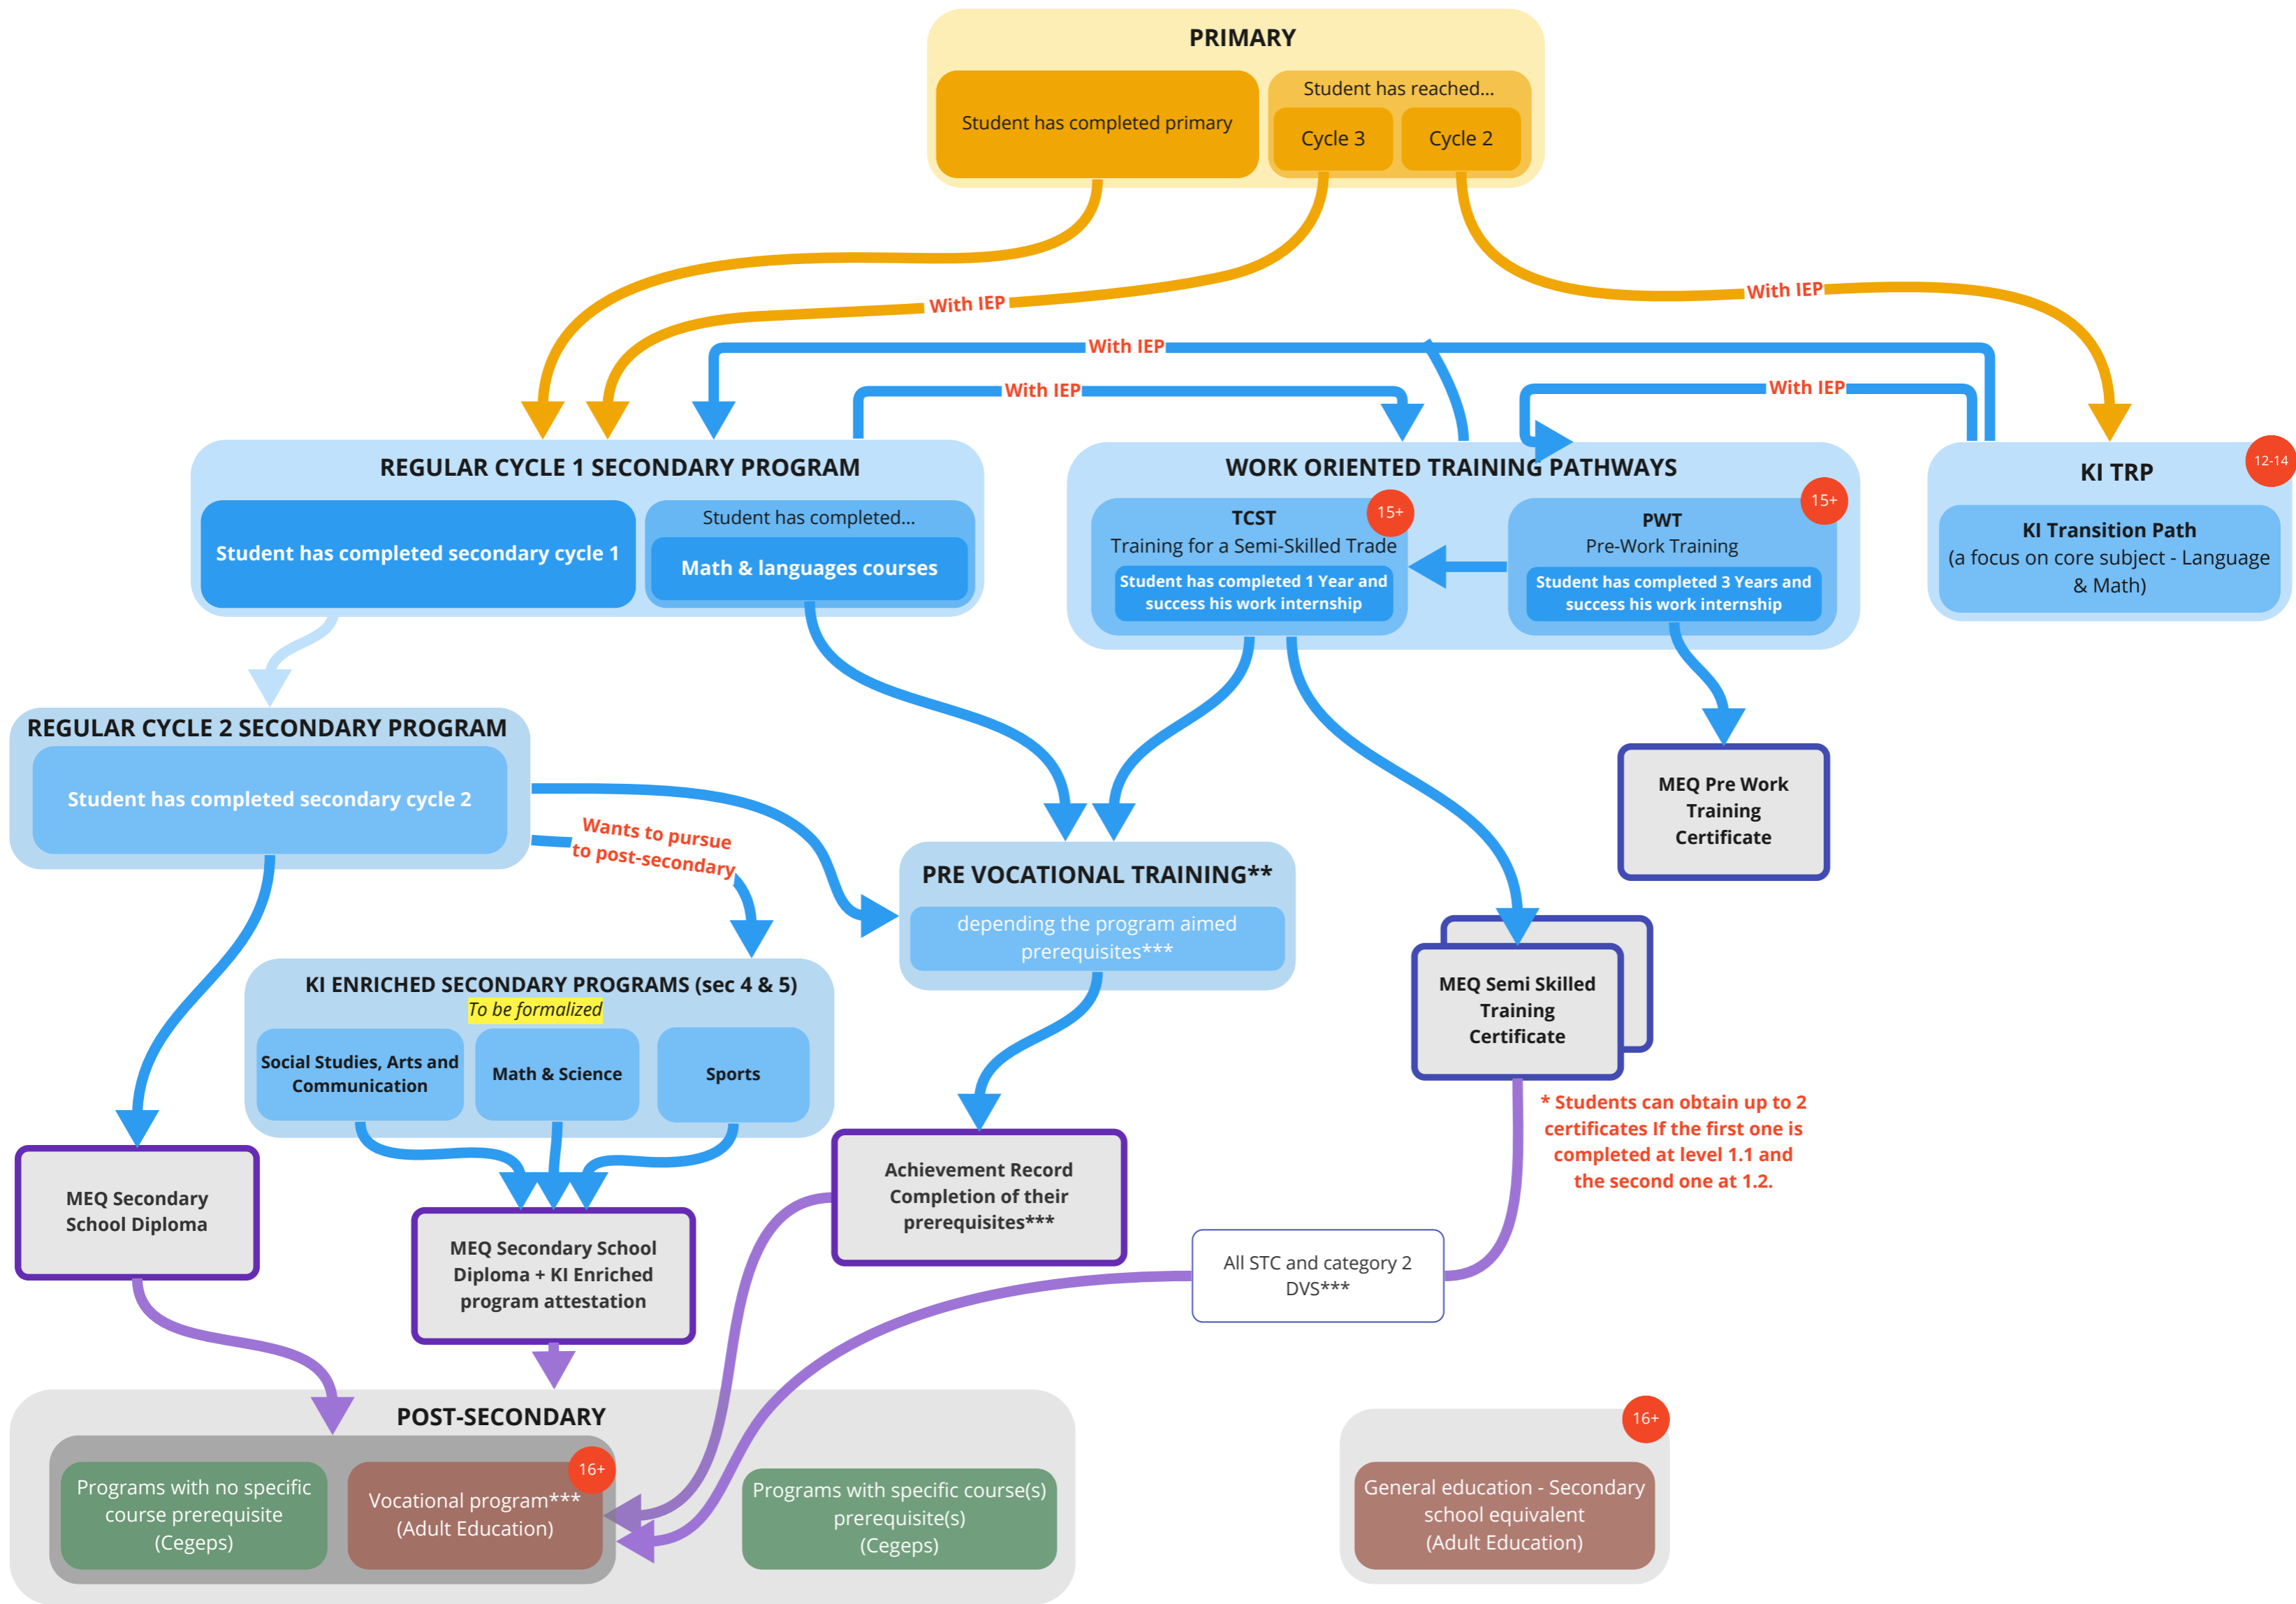 PRIMARY
Student has completed primary
Student has reached...
Cycle 3
Cycle 2
With IEP
With IEP
With IEP
With IEP
With IEP
REGULAR CYCLE 1 SECONDARY PROGRAM
Student has completed secondary cycle 1
Student has completed...
Math & languages courses
WORK ORIENTED TRAINING PATHWAYS
15+
TCST
Training for a Semi-Skilled Trade
Student has completed 1 Year and
success his work internship
15+
PWT
Pre-Work Training
Student has completed 3 Years and
success his work internship
12-14
KI TRP
KI Transition Path
(a focus on core subject - Language
& Math)
REGULAR CYCLE 2 SECONDARY PROGRAM
Student has completed secondary cycle 2
Wants to pursue
to post-secondary
MEQ Pre Work
Training
Certificate
PRE VOCATIONAL TRAINING**
depending the program aimed
prerequisites***
KI ENRICHED SECONDARY PROGRAMS (sec 4 & 5)
To be formalized
Social Studies, Arts and
Communication
Math & Science
Sports
MEQ Semi Skilled
Training
Certificate
* Students can obtain up to 2
certificates If the first one is
completed at level 1.1 and
the second one at 1.2.
MEQ Secondary
School Diploma
MEQ Secondary School
Diploma + KI Enriched
program attestation
Achievement Record
Completion of their
prerequisites***
All STC and category 2
DVS***
POST-SECONDARY
Programs with no specific
course prerequisite
(Cegeps)
16+
Vocational program***
(Adult Education)
Programs with specific course(s)
prerequisite(s)
(Cegeps)
16+
General education - Secondary
school equivalent
(Adult Education)